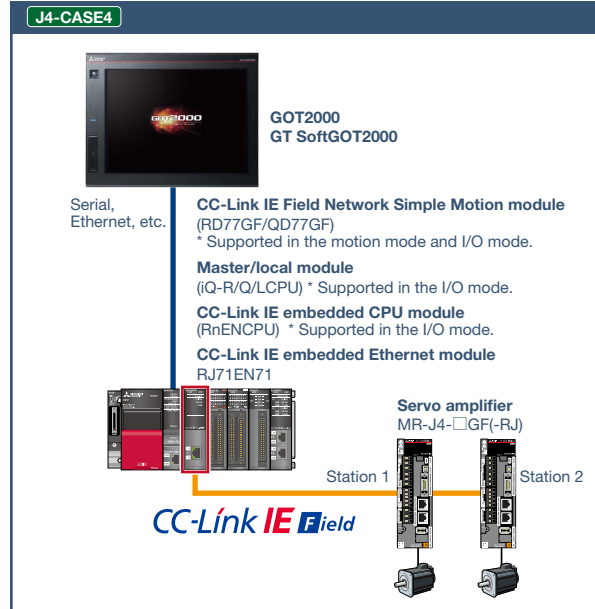 J4-CASE4
GOT2000
GOT2000
GT SoftGOT2000
Serial,
Ethernet, etc.
CC-Link IE Field Network Simple Motion module
(RD77GF/QD77GF)
* Supported in the motion mode and I/O mode.
Master/local module
(iQ-R/Q/LCPU) * Supported in the I/O mode.
CC-Link IE embedded CPU module
(RnENCPU) * Supported in the I/O mode.
CC-Link IE embedded Ethernet module
RJ71EN71
Servo amplifier
MR-J4-□GF(-RJ)
Station 1
Station 2
CC-Link IE Field